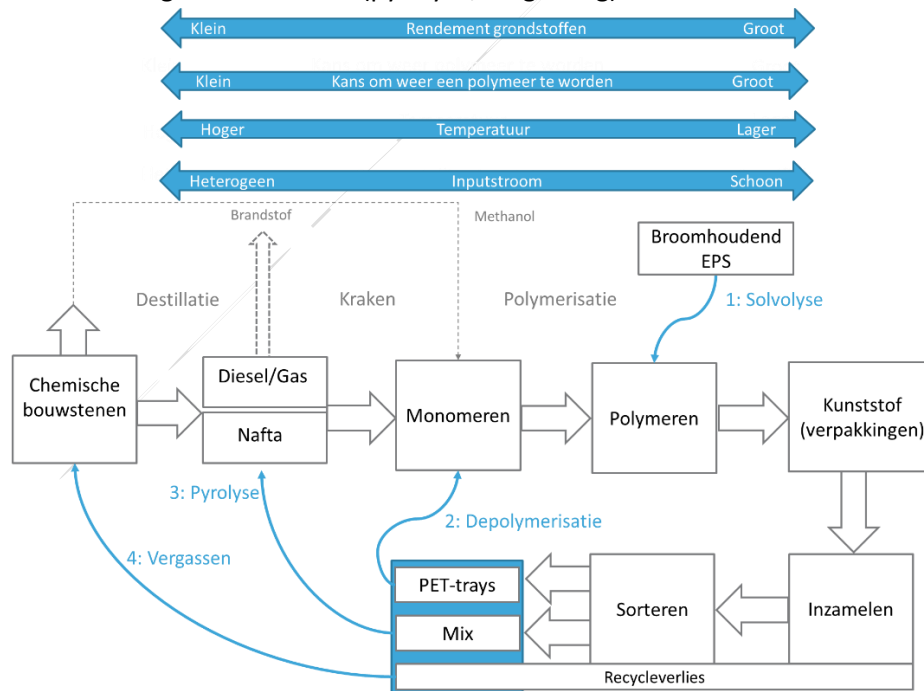 Klein Rendement grondstoffen Groot
Klein Kans om weer een polymeer te worden Groot
Hoger Temperatuur Lager
Heterogeen Inputstroom Schoon
Brandstof
Methanol
Broomhoudend
EPS
Destillatie
Kraken
Polymerisatie
1: Solvolyse
Chemische
bouwstenen
Diesel/Gas
Nafta
Monomeren
Polymeren
Kunststof
(verpakkingen)
3: Pyrolyse
2: Depolymerisatie
4: Vergassen
PET-trays
Mix
Sorteren
Inzamelen
Recycleverlies